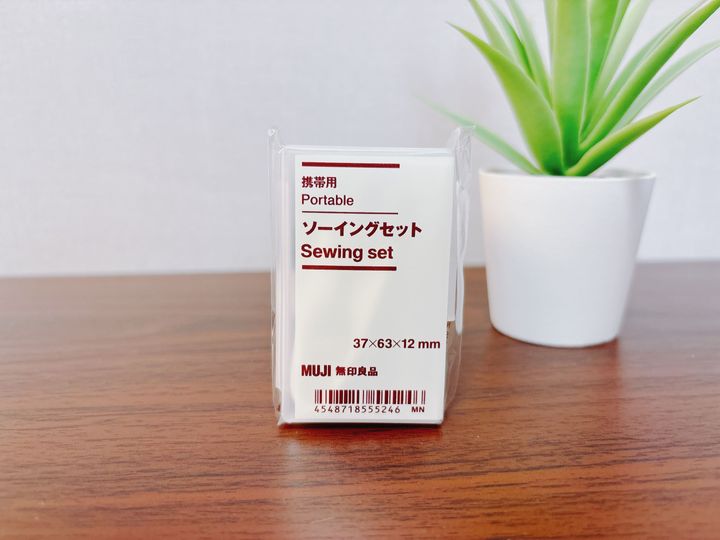 携帯用
Portable
ソーイングセット
Sewing set
37×63×12 mm
MUJI 無印良品
4548718555246 MN